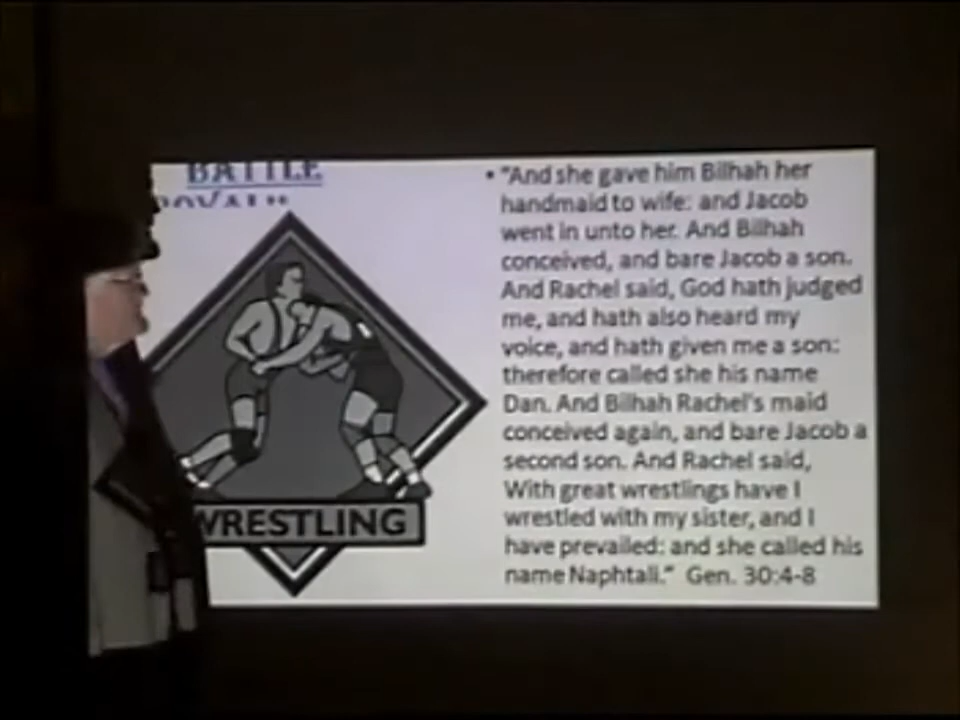 BATTLE
• "And she gave him Bilhah her
handmaid to wife: and Jacob
went in unto her. And Bilhah
conceived, and bare Jacob a son.
And Rachel said, God hath judged
me, and hath also heard my
voice, and hath given me a son:
therefore called she his name
Dan. And Bilhah Rachel's maid
conceived again, and bare Jacob a
second son. And Rachel said,
With great wrestlings have I
wrestled with my sister, and I
have prevailed: and she called his
name Naphtali." Gen. 30:4-8
WRESTLING